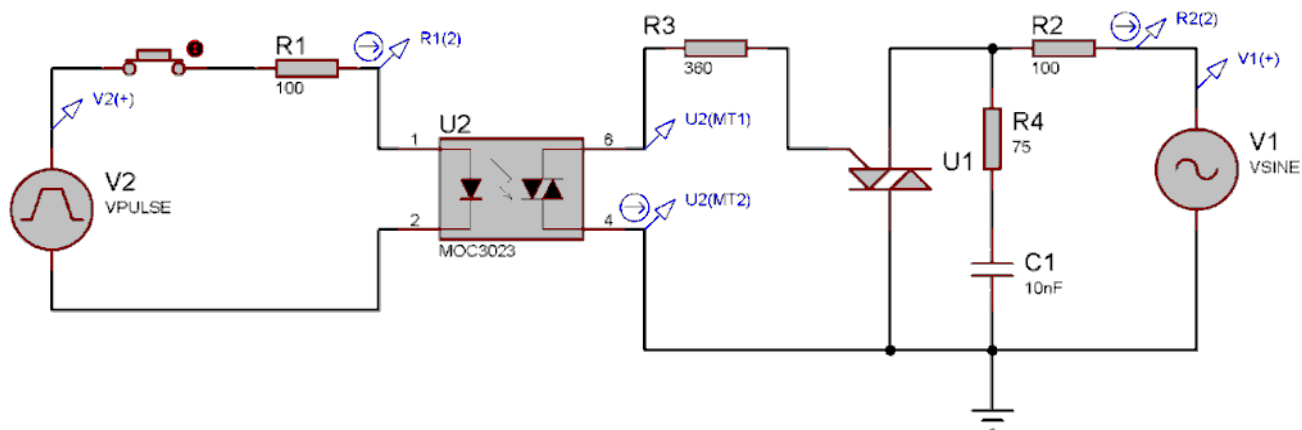 R1
100
R1(2)
V2(+)
V2
VPULSE
U2
1
2
6
4
MOC3023
U2(MT1)
U2(MT2)
R3
360
U1
R2
100
R2(2)
V1(+)
R4
75
C1
10nF
V1
VSINE